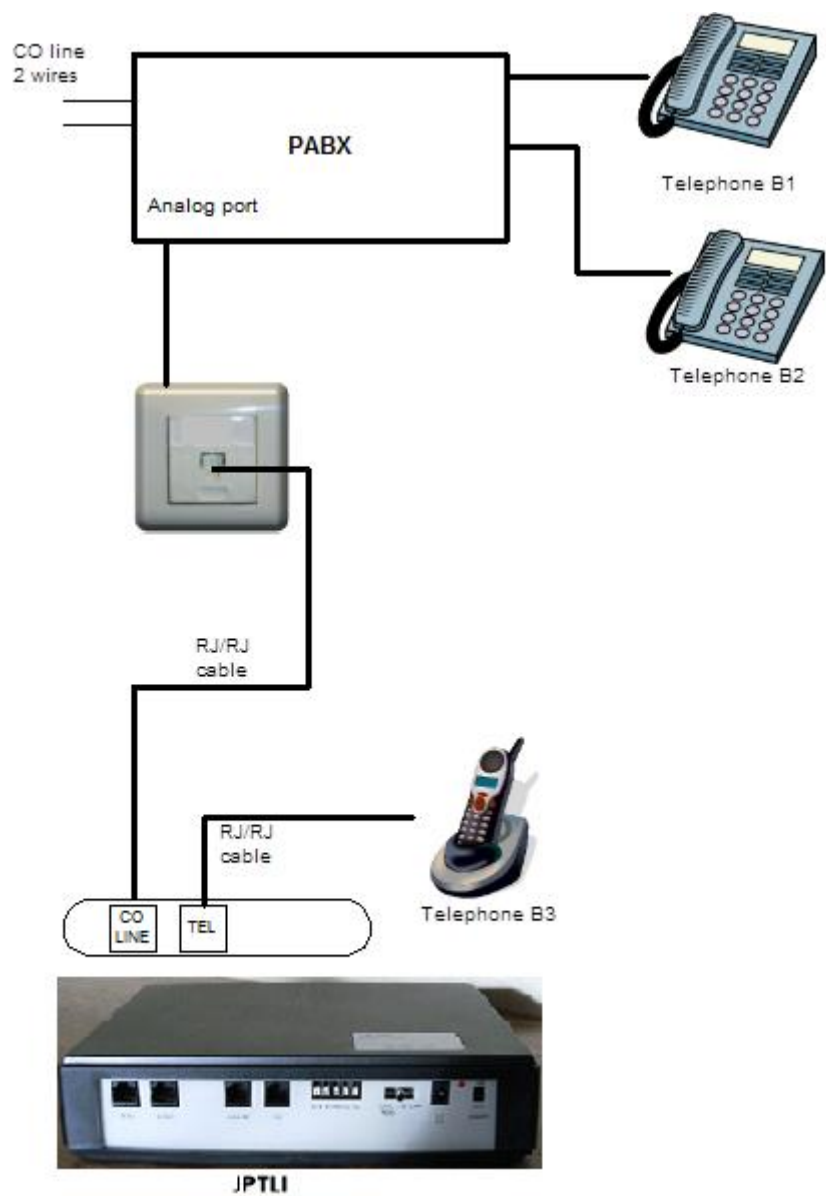 CO line
2 wires
PABX
Analog port
Telephone B1
Telephone B2
RJ/RJ
cable
RJ/RJ
cable
Telephone B3
CO
LINE
TEL
JPTLI